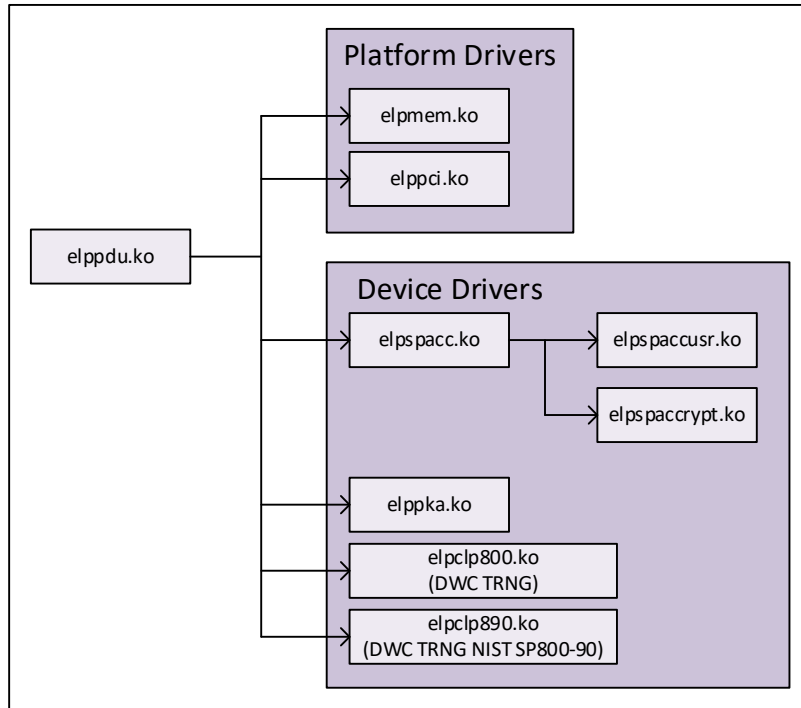 Platform Drivers
elpmem.ko
elppci.ko
elppdu.ko
Device Drivers
elpspacc.ko
elpspaccusr.ko
elpspaccrypt.ko
elppka.ko
elpclp800.ko
(DWC TRNG)
elpclp890.ko
(DWC TRNG NIST SP800-90)